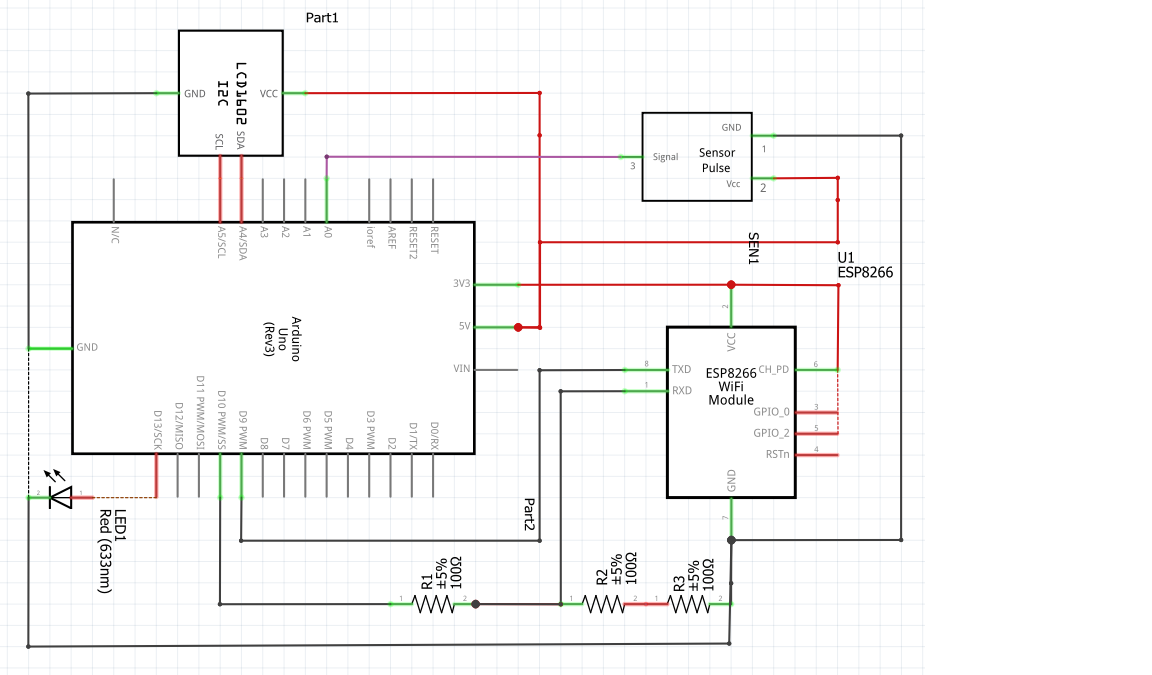 Part1
LCD1602
I2C
GND
VCC
SCL
SDA
GND
1
Signal
3
Sensor
Pulse
Vcc
2
N/C
A5/SCL
A4/SDA
A3
A2
A1
A0
ioref
AREF
RESET2
RESET
SEN1
U1
ESP8266
3V3
5V
VIN
GND
Arduino
Uno
(Rev3)
2
VCC
8
TXD
1
RXD
ESP8266
WiFi
Module
CH_PD
6
GPIO_0
3
GPIO_2
5
RSTn
4
GND
7
D13/SCK
D12/MISO
D11 PWM/MOSI
D10 PWM/SS
D9 PWM
D8
D7
D6 PWM
D5 PWM
D4
D3 PWM
D2
D1/TX
D0/RX
2
1
LED1
Red (633nm)
Part2
R1
±5%
100Ω
1
2
R2
±5%
100Ω
1
2
R3
±5%
100Ω
1
2